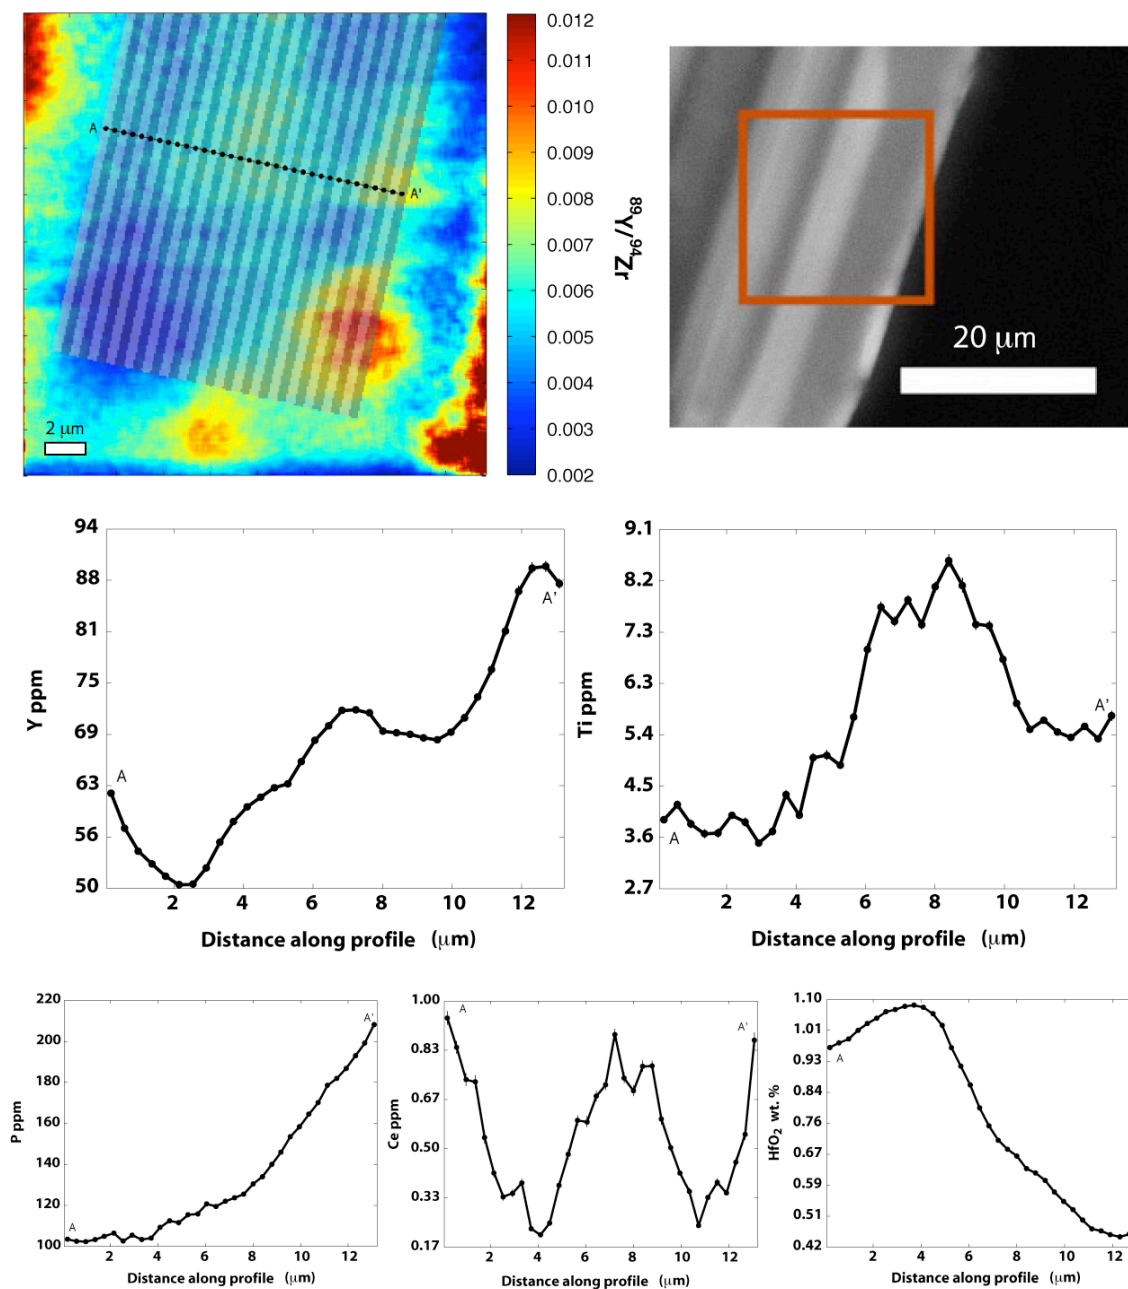 0.012
0.011
0.010
0.009
0.008
0.007
0.006
0.005
0.004
0.003
0.002
A
A'
2 μm
⁸⁹Y/⁹⁴Zr
20 μm
94
88
81
75
69
63
56
50
Y ppm
A
A'
2 4 6 8 10 12
Distance along profile (μm)
9.1
8.2
7.3
6.3
5.4
4.5
3.6
2.7
Ti ppm
A
A'
2 4 6 8 10 12
Distance along profile (μm)
220
200
180
160
140
120
100
P ppm
A
A'
2 4 6 8 10 12
Distance along profile (μm)
1.00
0.83
0.67
0.50
0.33
0.17
Ce ppm
A
A'
2 4 6 8 10 12
Distance along profile (μm)
1.10
1.01
0.93
0.84
0.76
0.67
0.59
0.51
0.42
HfO₂ wt. %
A
2 4 6 8 10 12
Distance along profile (μm)